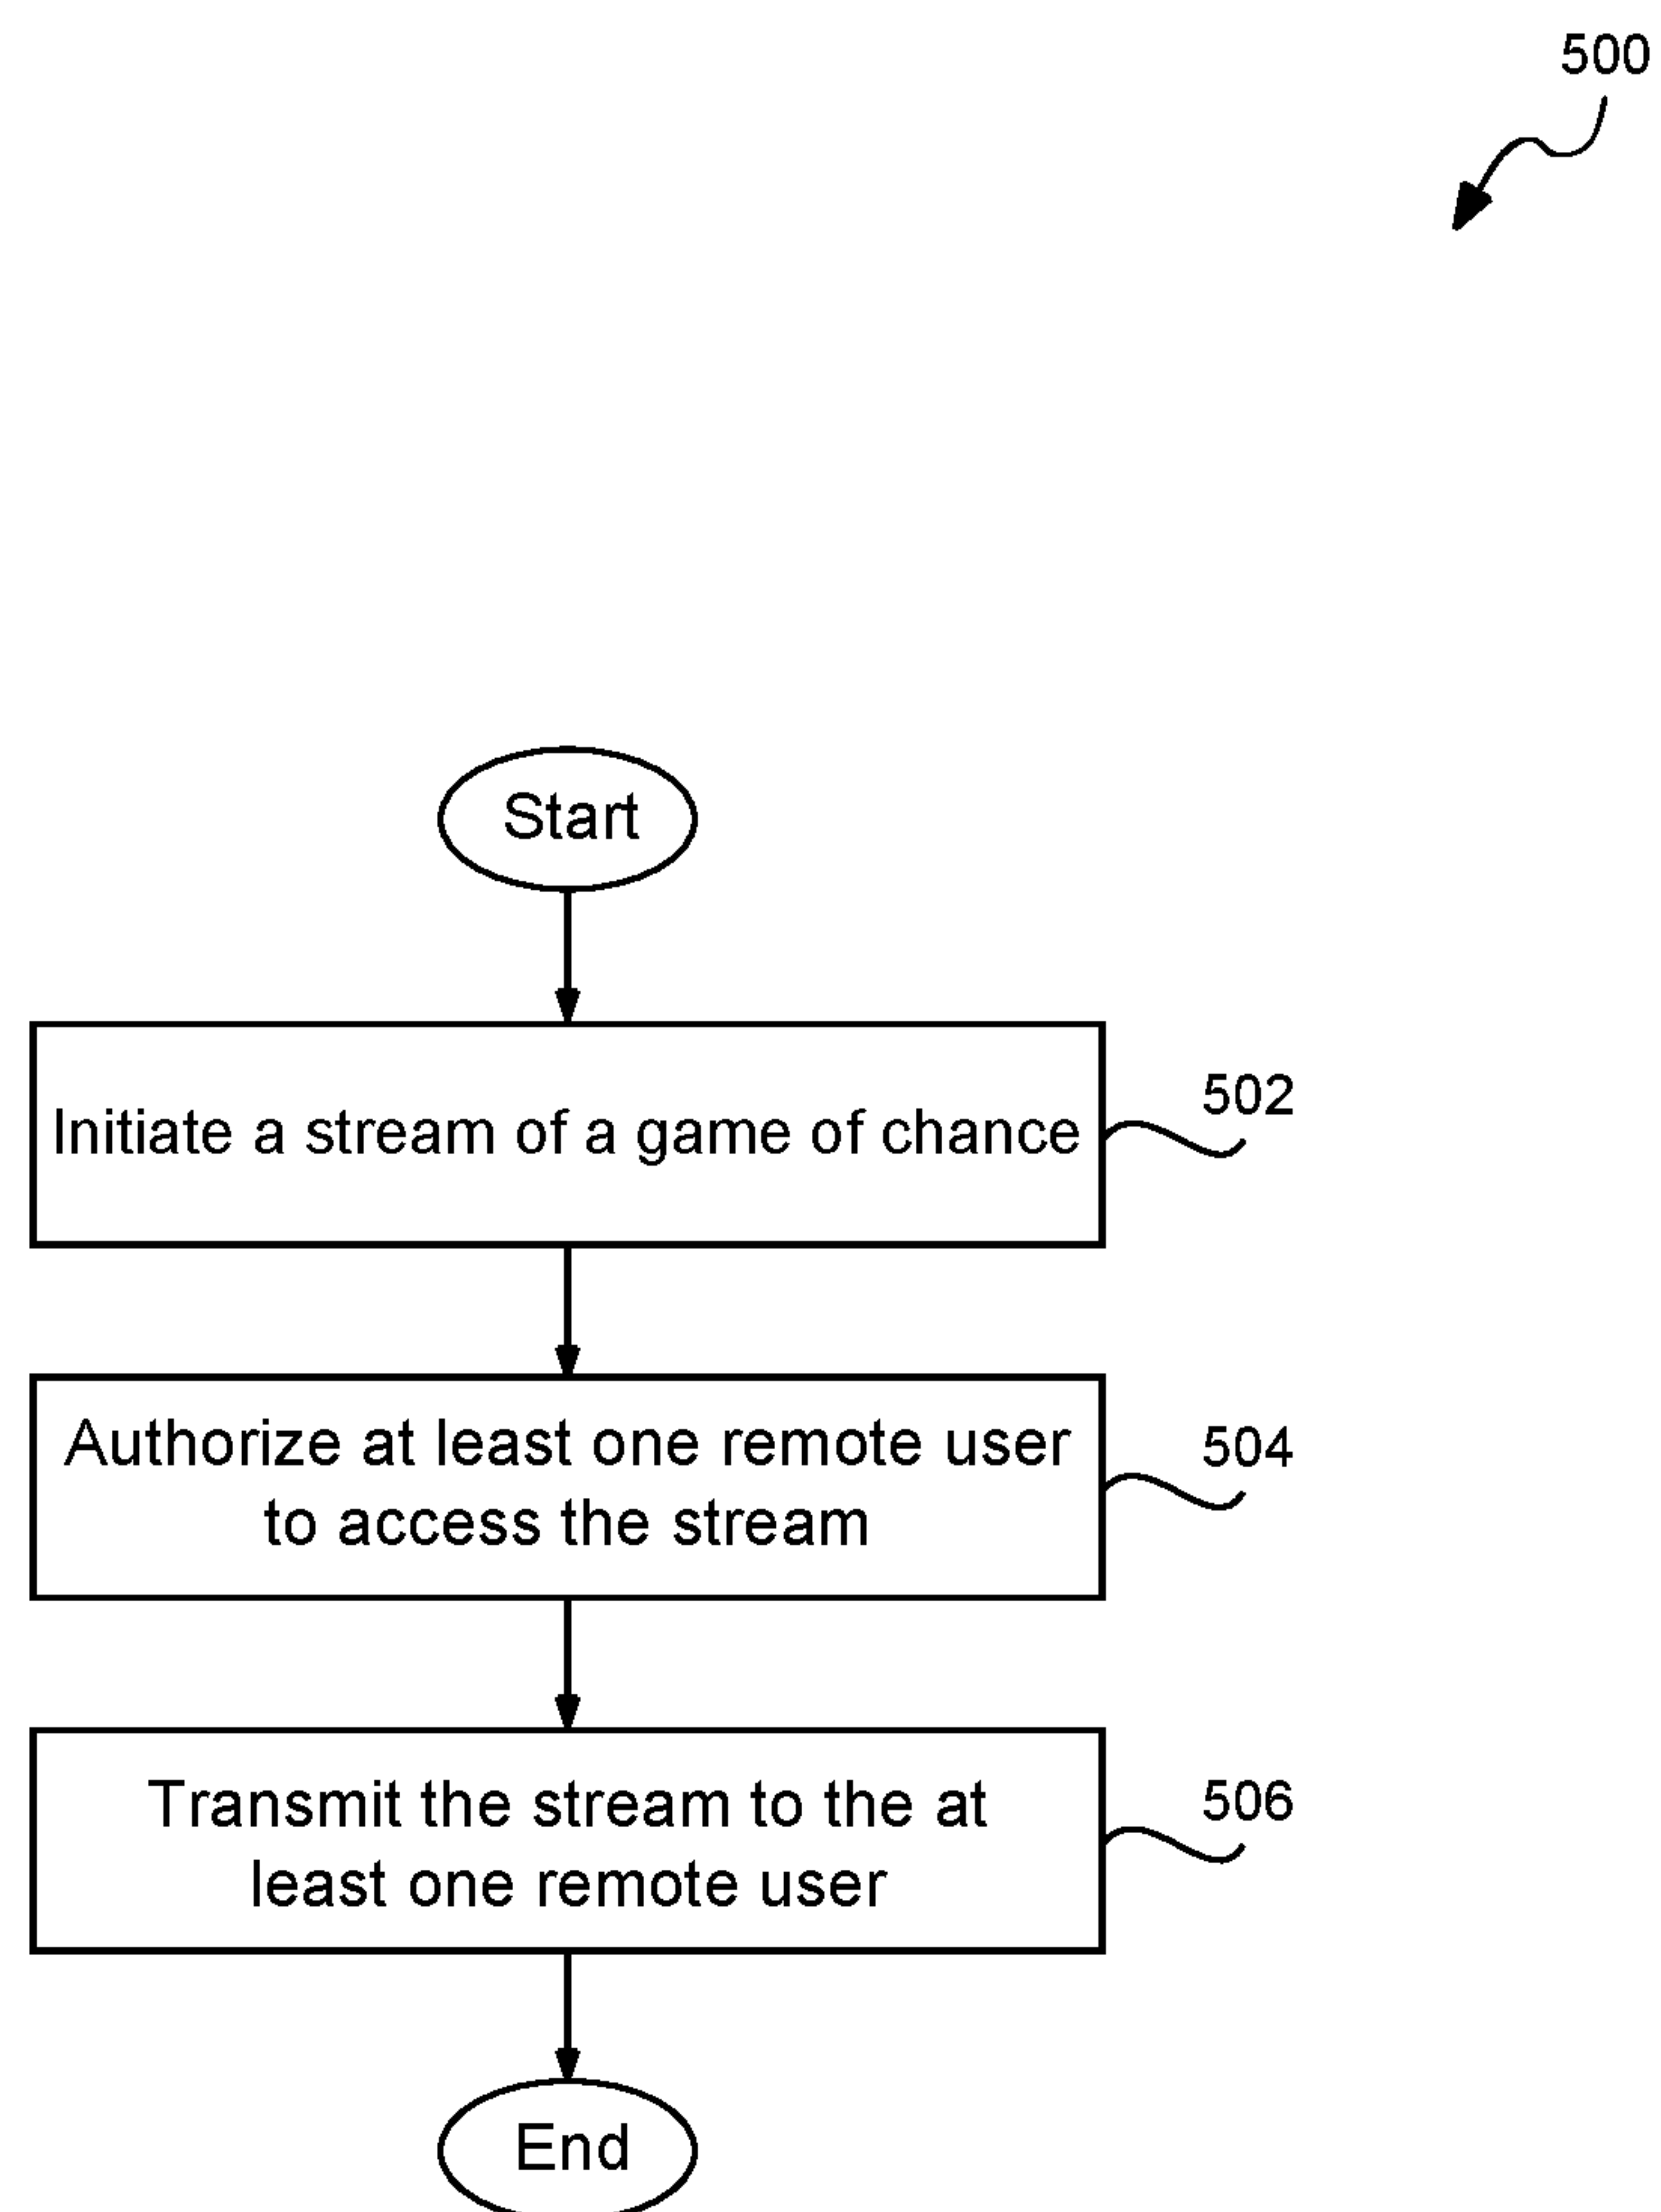 500
Start
Initiate a stream of a game of chance
502
Authorize at least one remote user
to access the stream
504
Transmit the stream to the at
least one remote user
506
End